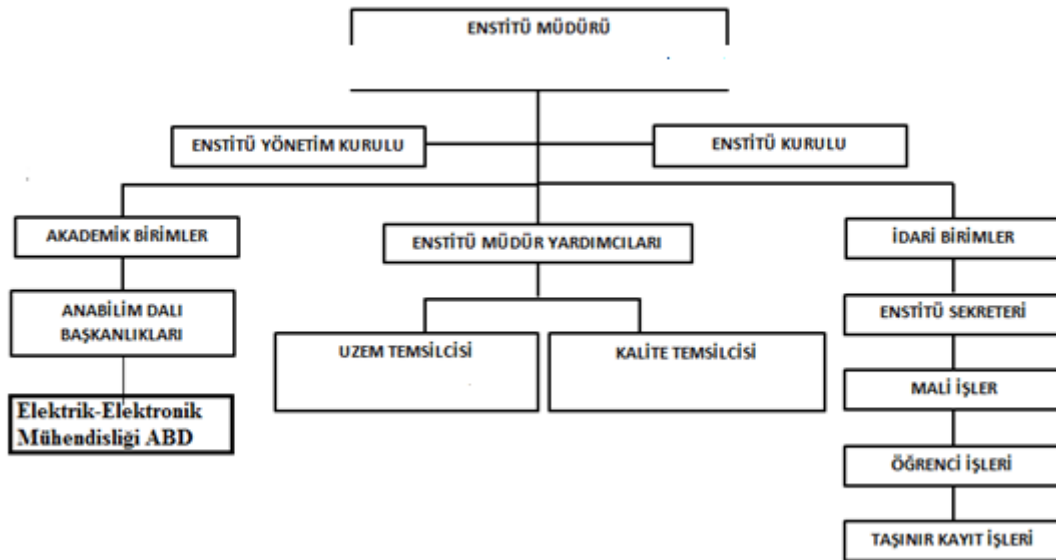 ENSTİTÜ MÜDÜRÜ
ENSTİTÜ YÖNETİM KURULU
ENSTİTÜ KURULU
AKADEMİK BİRİMLER
ENSTİTÜ MÜDÜR YARDIMCILARI
İDARİ BİRİMLER
ANABİLİM DALI
BAŞKANLIKLARI
ENSTİTÜ SEKRETERİ
UZEM TEMSİLCİSİ
KALİTE TEMSİLCİSİ
MALİ İŞLER
Elektrik-Elektronik
Mühendisliği ABD
ÖĞRENCİ İŞLERİ
TAŞINIR KAYIT İŞLERİ